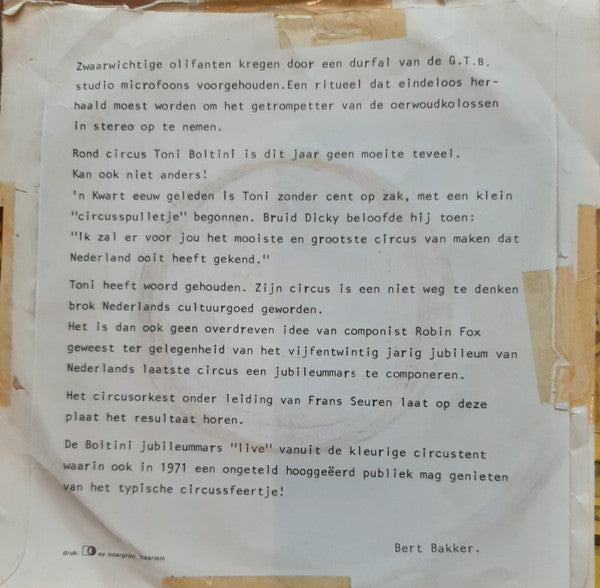 Zwaarwichtige olifanten kregen door een durfal van de G.T.B.
studio microfoons voorgehouden.Een ritueel dat eindeloos her-
haald moest worden om het getrompetter van de oerwoudkolossen
in stereo op te nemen.
Rond circus Toni Boltini is dit jaar geen moeite teveel.
Kan ook niet anders!
'n Kwart eeuw geleden is Toni zonder cent op zak, met een klein
"circusspulletje" begonnen. Bruid Dicky beloofde hij toen:
"Ik zal er voor jou het mooiste en grootste circus van maken dat
Nederland ooit heeft gekend."
Toni heeft woord gehouden. Zijn circus is een niet weg te denken
brok Nederlands cultuurgoed geworden.
Het is dan ook geen overdreven idee van componist Robin Fox
geweest ter gelegenheid van het vijfentwintig jarig jubileum van
Nederlands laatste circus een jubileummars te componeren.
Het circusorkest onder leiding van Frans Seuren laat op deze
plaat het resultaat horen.
De Boltini jubileummars "live" vanuit de kleurige circustent
waarin ook in 1971 een ongeteld hooggeëerd publiek mag genieten
van het typische circussfeertje!
Bert Bakker.
druk: nv interprint, haarlem